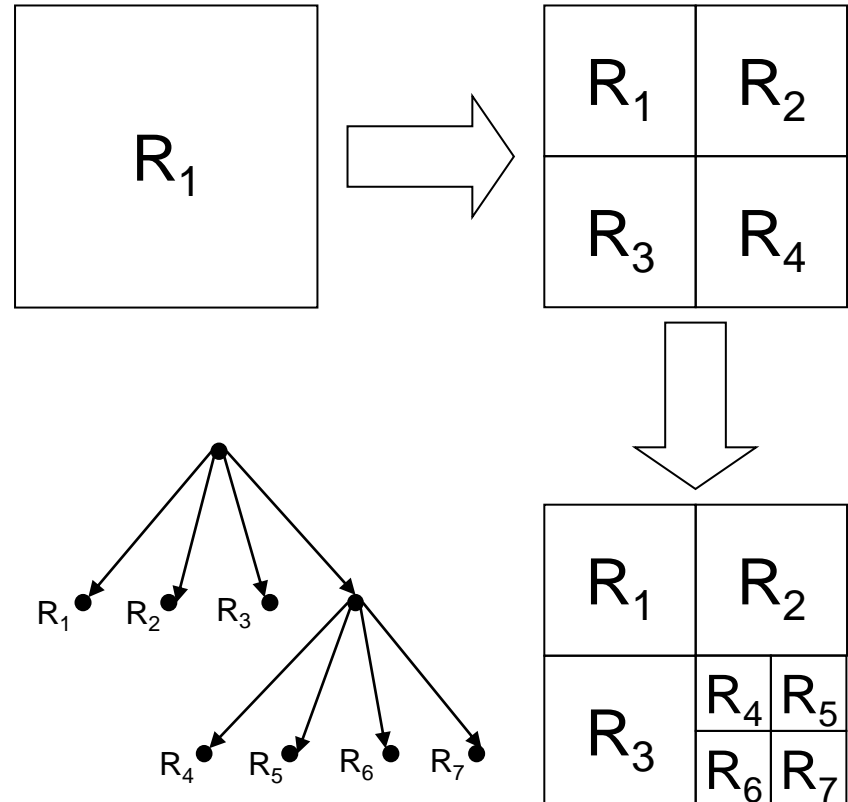 R₁
R₁ R₂
R₃ R₄
R₁ R₂
R₃ R₄ R₅
R₆ R₇
R₁ R₂ R₃
R₄ R₅ R₆ R₇